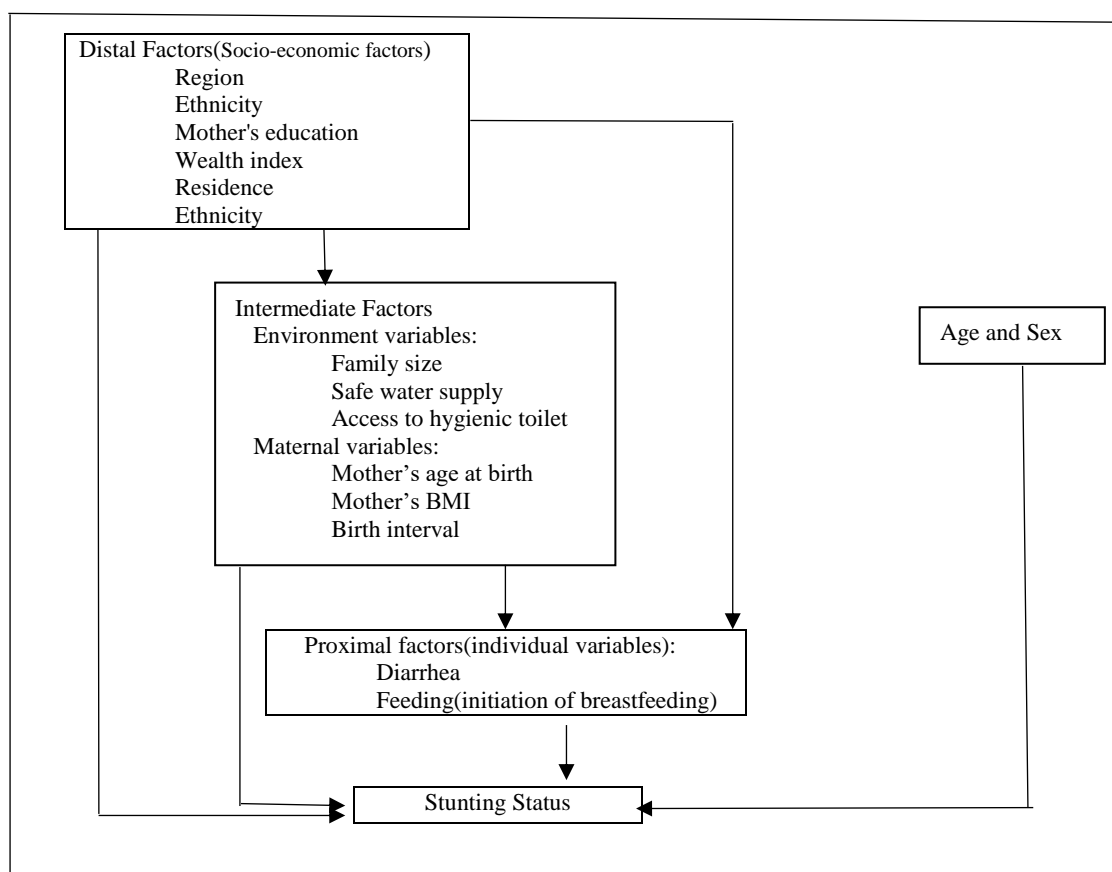 Distal Factors(Socio-economic factors)
Region
Ethnicity
Mother's education
Wealth index
Residence
Ethnicity
Intermediate Factors
Environment variables:
Family size
Safe water supply
Access to hygienic toilet
Maternal variables:
Mother’s age at birth
Mother’s BMI
Birth interval
Age and Sex
Proximal factors(individual variables):
Diarrhea
Feeding(initiation of breastfeeding)
Stunting Status